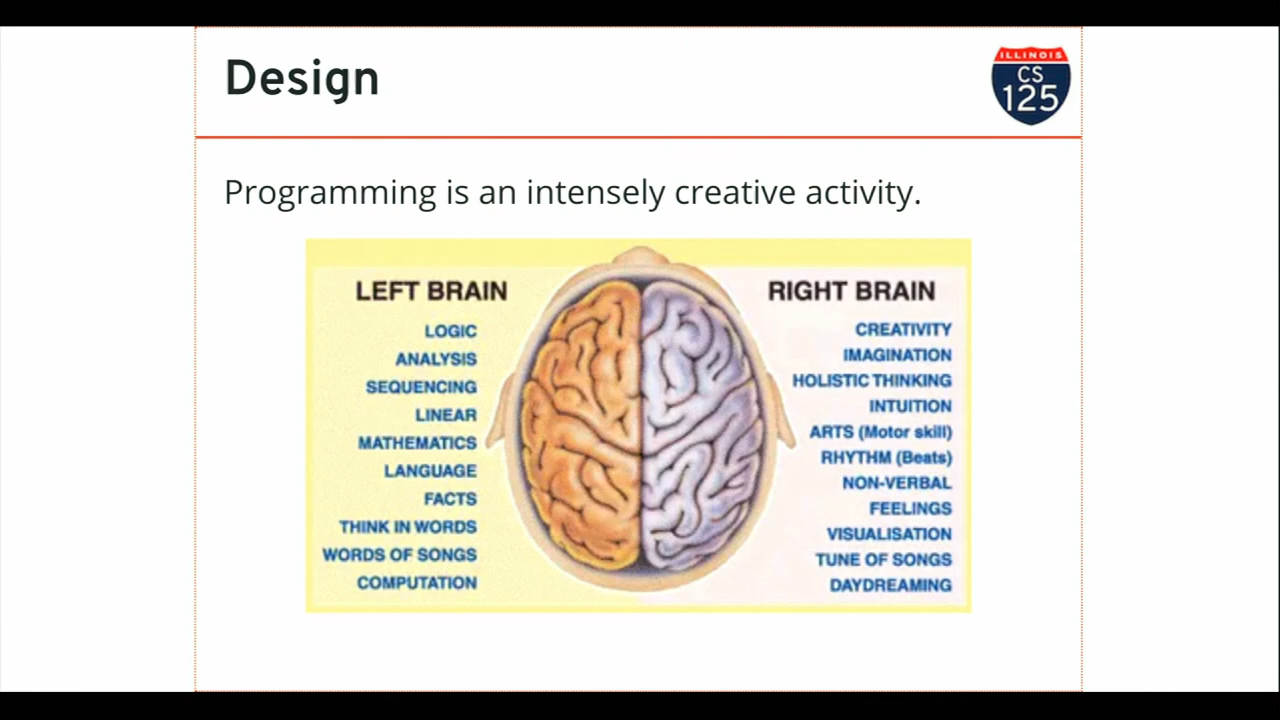 Design
ILLINOIS
CS
125
Programming is an intensely creative activity.
LEFT BRAIN
LOGIC
ANALYSIS
SEQUENCING
LINEAR
MATHEMATICS
LANGUAGE
FACTS
THINK IN WORDS
WORDS OF SONGS
COMPUTATION
RIGHT BRAIN
CREATIVITY
IMAGINATION
HOLISTIC THINKING
INTUITION
ARTS (Motor skill)
RHYTHM (Beats)
NON-VERBAL
FEELINGS
VISUALISATION
TUNE OF SONGS
DAYDREAMING